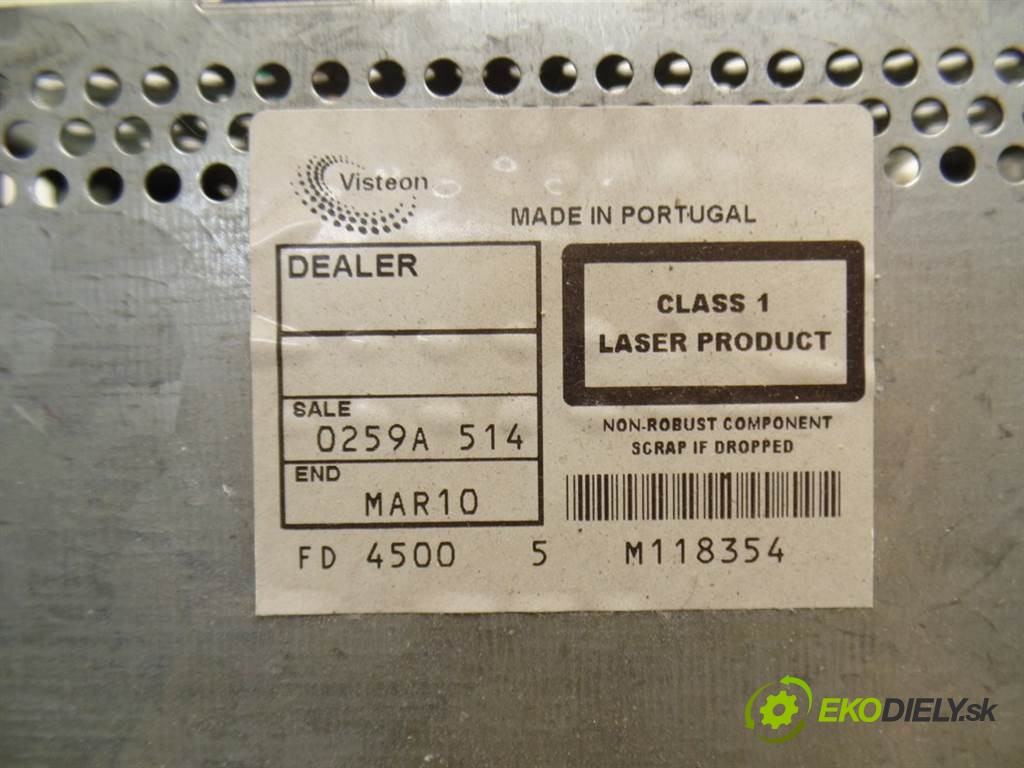 Visteon
MADE IN PORTUGAL
DEALER
CLASS 1
LASER PRODUCT
SALE
0259A 514
NON-ROBUST COMPONENT
SCRAP IF DROPPED
END
MAR10
FD 4500 5 M118354
EKODIELY.sk